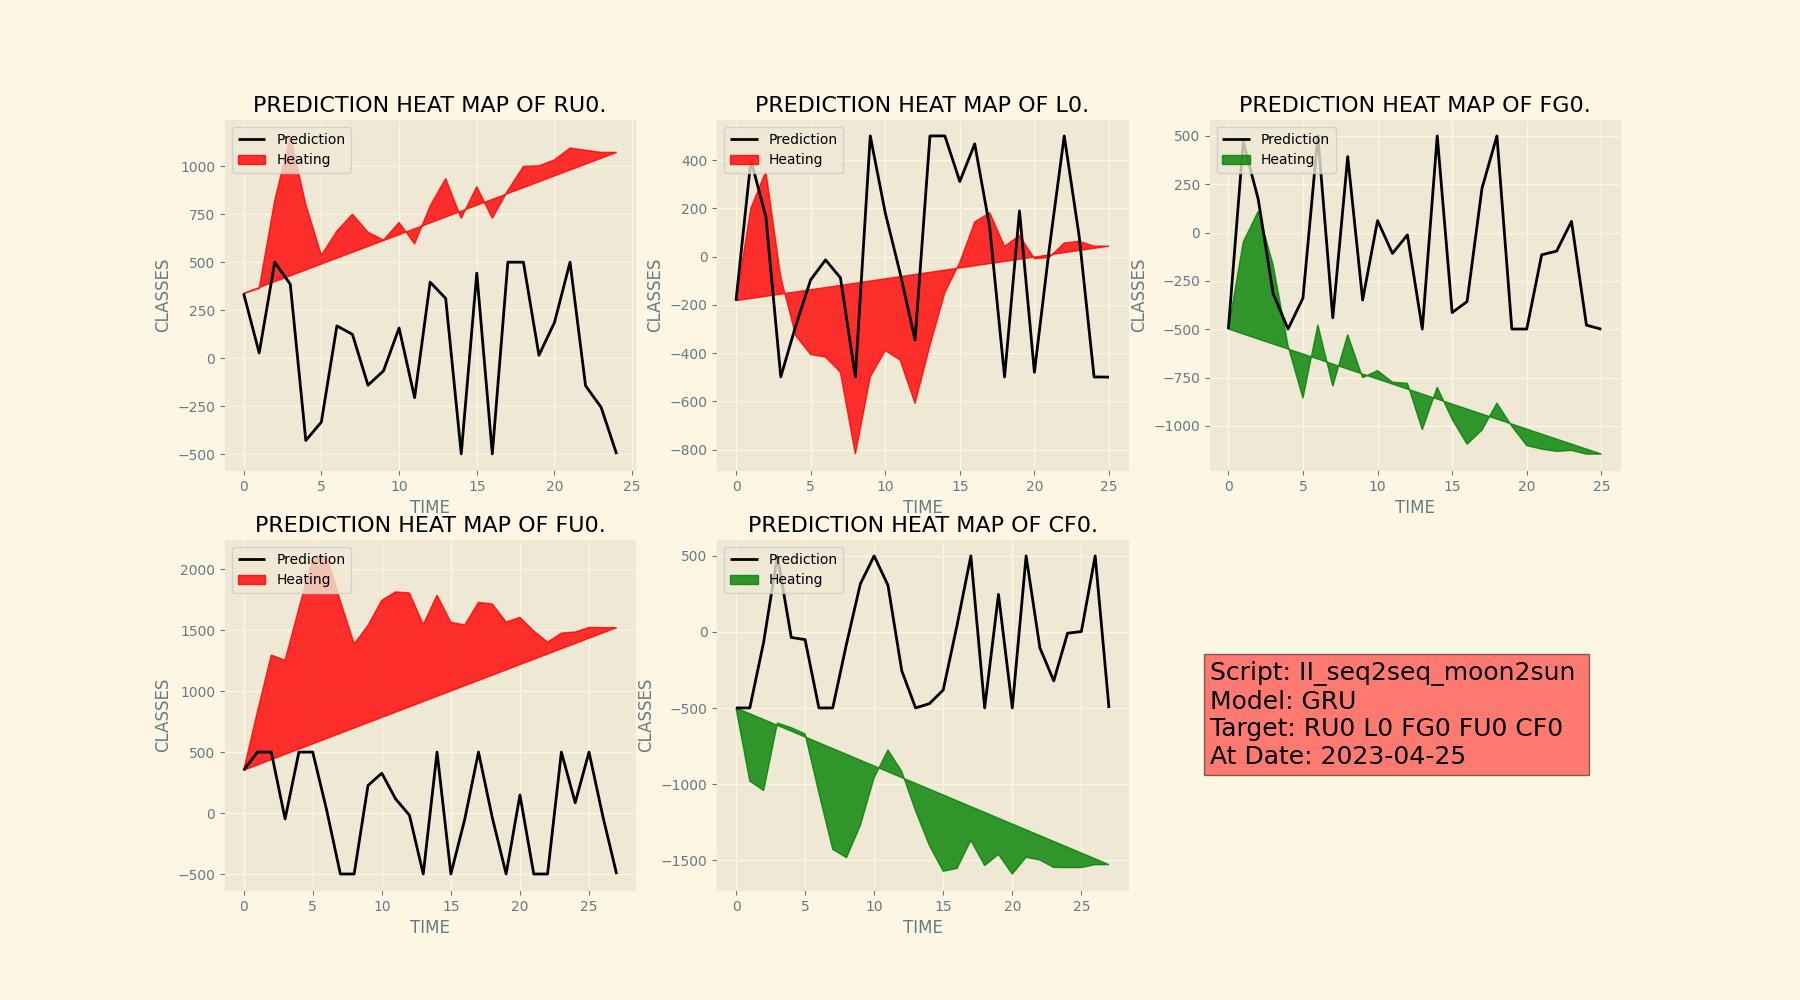 PREDICTION HEAT MAP OF RU0.
Prediction
Heating
CLASSES
1000
750
500
250
0
−250
−500
0 5 10 15 20 25
TIME
PREDICTION HEAT MAP OF L0.
Prediction
Heating
CLASSES
400
200
0
−200
−400
−600
−800
0 5 10 15 20 25
TIME
PREDICTION HEAT MAP OF FG0.
Prediction
Heating
CLASSES
500
250
0
−250
−500
−750
−1000
0 5 10 15 20 25
TIME
PREDICTION HEAT MAP OF FU0.
Prediction
Heating
CLASSES
2000
1500
1000
500
0
−500
0 5 10 15 20 25
TIME
PREDICTION HEAT MAP OF CF0.
Prediction
Heating
CLASSES
500
0
−500
−1000
−1500
0 5 10 15 20 25
TIME
Script: II_seq2seq_moon2sun
Model: GRU
Target: RU0 L0 FG0 FU0 CF0
At Date: 2023-04-25